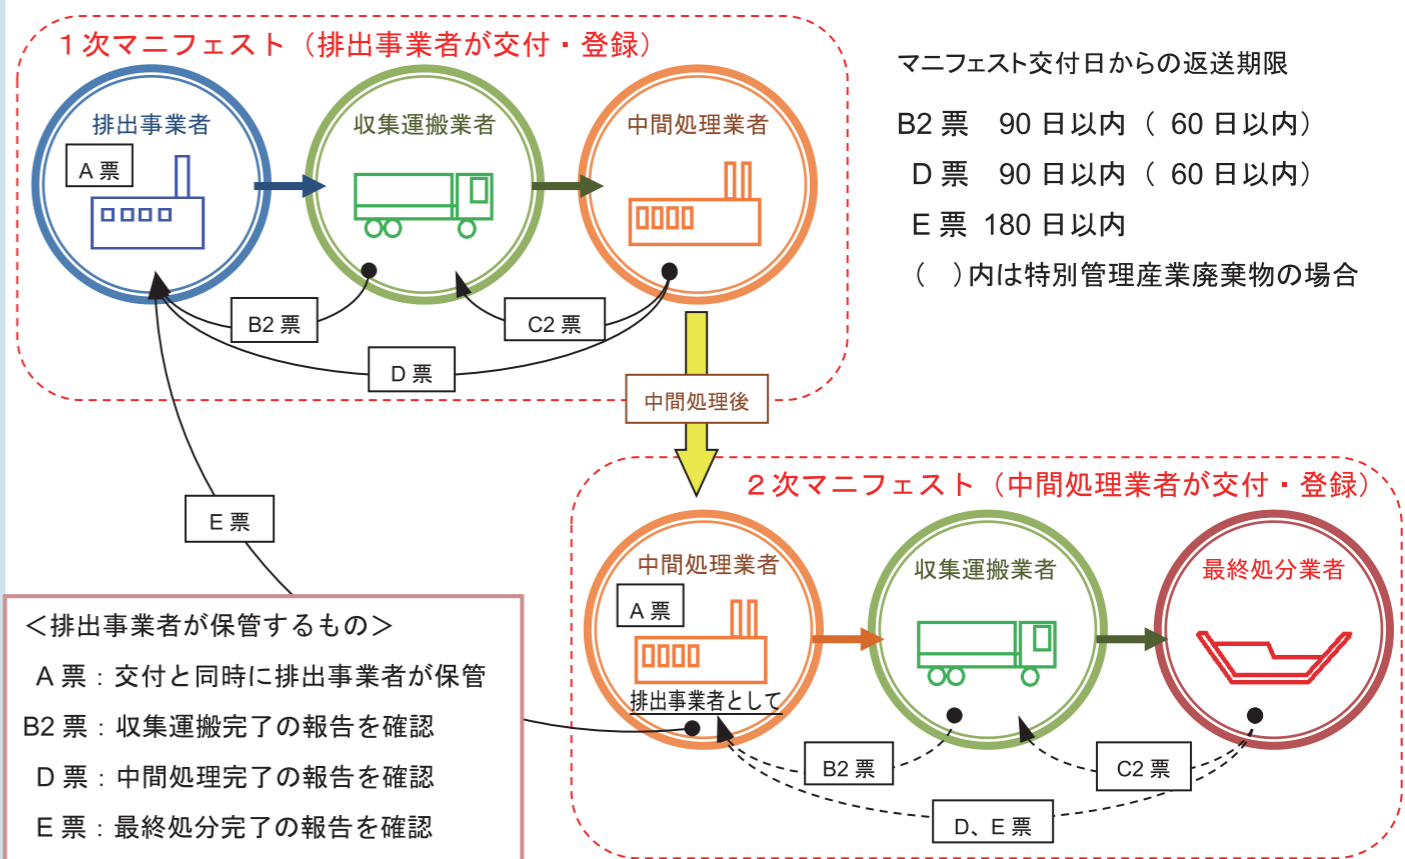 １次マニフェスト（排出事業者が交付・登録）
排出事業者
A 票
収集運搬業者
中間処理業者
B2 票
C2 票
D 票
マニフェスト交付日からの返送期限
B2 票　90 日以内（ 60 日以内）
D 票　90 日以内（ 60 日以内）
E 票 180 日以内
（　）内は特別管理産業廃棄物の場合
中間処理後
E 票
２次マニフェスト（中間処理業者が交付・登録）
中間処理業者
A 票
排出事業者として
収集運搬業者
最終処分業者
B2 票
C2 票
D、E 票
＜排出事業者が保管するもの＞
A 票：交付と同時に排出事業者が保管
B2 票：収集運搬完了の報告を確認
D 票：中間処理完了の報告を確認
E 票：最終処分完了の報告を確認